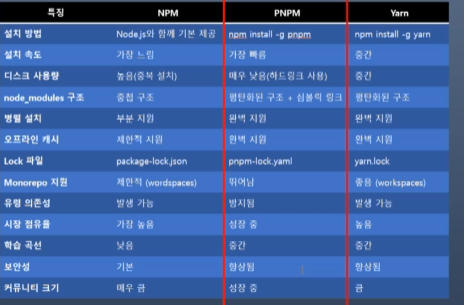 특징 NPM PNPM Yarn
설치 방법 Node.js와 함께 기본 제공 npm install -g pnpm npm install -g yarn
설치 속도 가장 느림 가장 빠름 중간
디스크 사용량 높음(중복 설치) 매우 낮음(하드링크 사용) 중간
node_modules 구조 중첩 구조 평탄화된 구조 + 심볼릭 링크 평탄화된 구조
병렬 설치 부분 지원 완벽 지원 완벽 지원
오프라인 캐시 제한적 지원 완벽 지원 완벽 지원
Lock 파일 package-lock.json pnpm-lock.yaml yarn.lock
Monorepo 지원 제한적 (wordspaces) 뛰어남 좋음 (workspaces)
유령 의존성 발생 가능 방지됨 발생 가능
시장 점유율 가장 높음 성장 중 높음
학습 곡선 낮음 중간 중간
보안성 기본 향상됨 향상됨
커뮤니티 크기 매우 큼 성장 중 큼